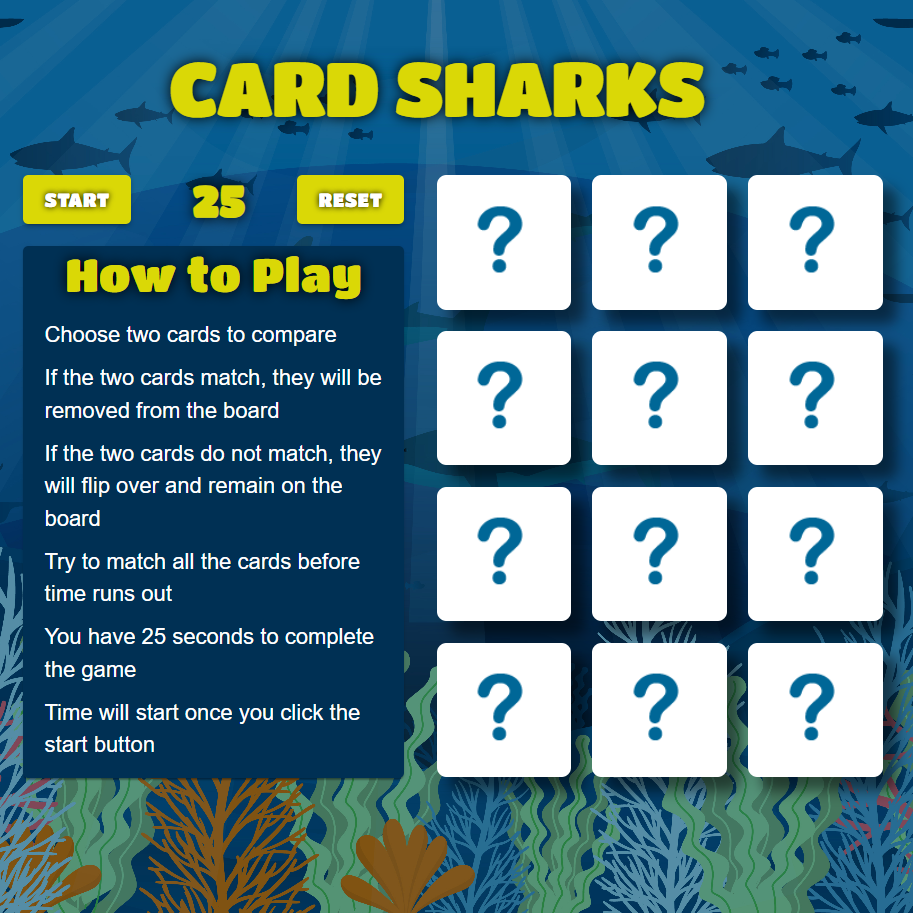 CARD SHARKS
START 25 RESET
How to Play
Choose two cards to compare
If the two cards match, they will be
removed from the board
If the two cards do not match, they
will flip over and remain on the
board
Try to match all the cards before
time runs out
You have 25 seconds to complete
the game
Time will start once you click the
start button
? ? ?
? ? ?
? ? ?
? ? ?